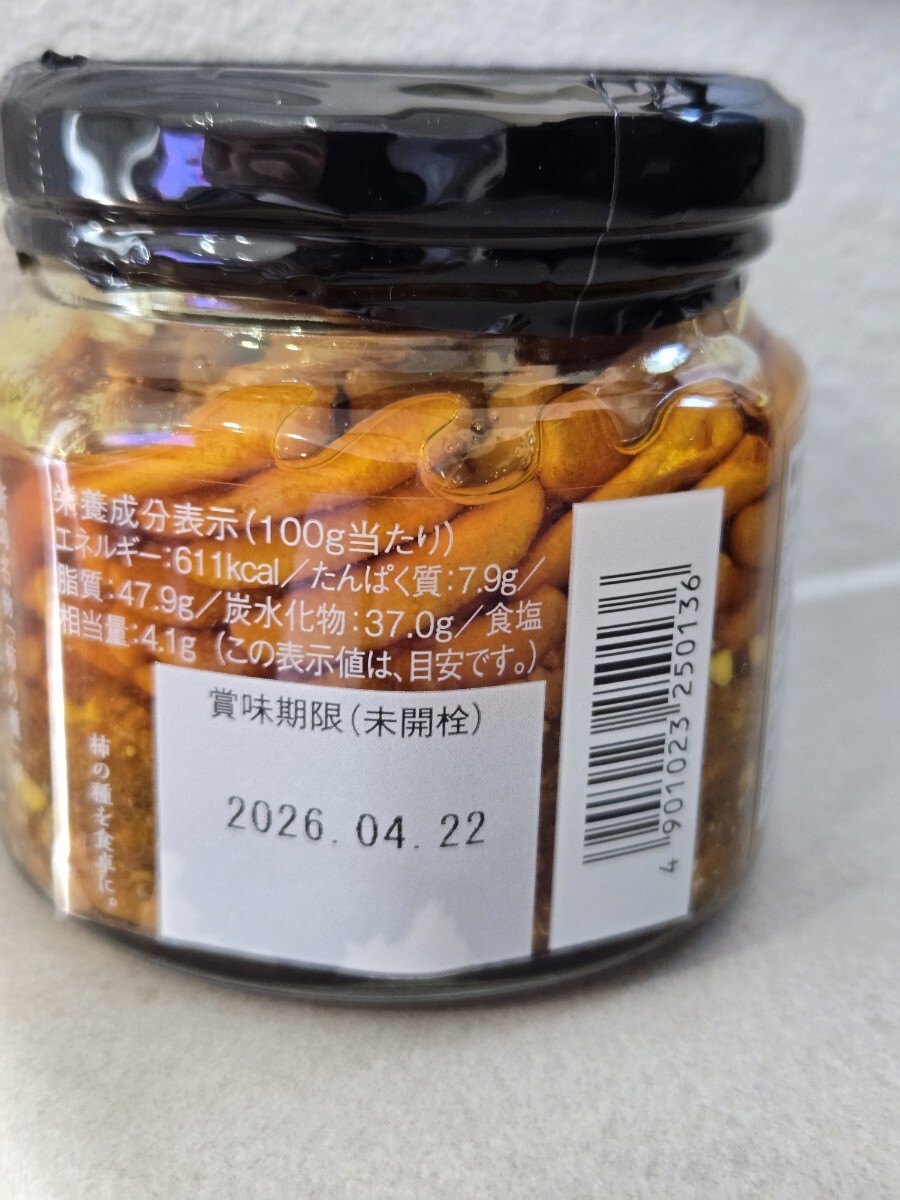 栄養成分表示(100g当たり)
エネルギー:611kcal/たんぱく質:7.9g/
脂質:47.9g/炭水化物:37.0g/食塩
相当量:4.1g (この表示値は、目安です。)
賞味期限(未開栓)
2026.04.22
柿の種を食卓に。
4 901023 250136